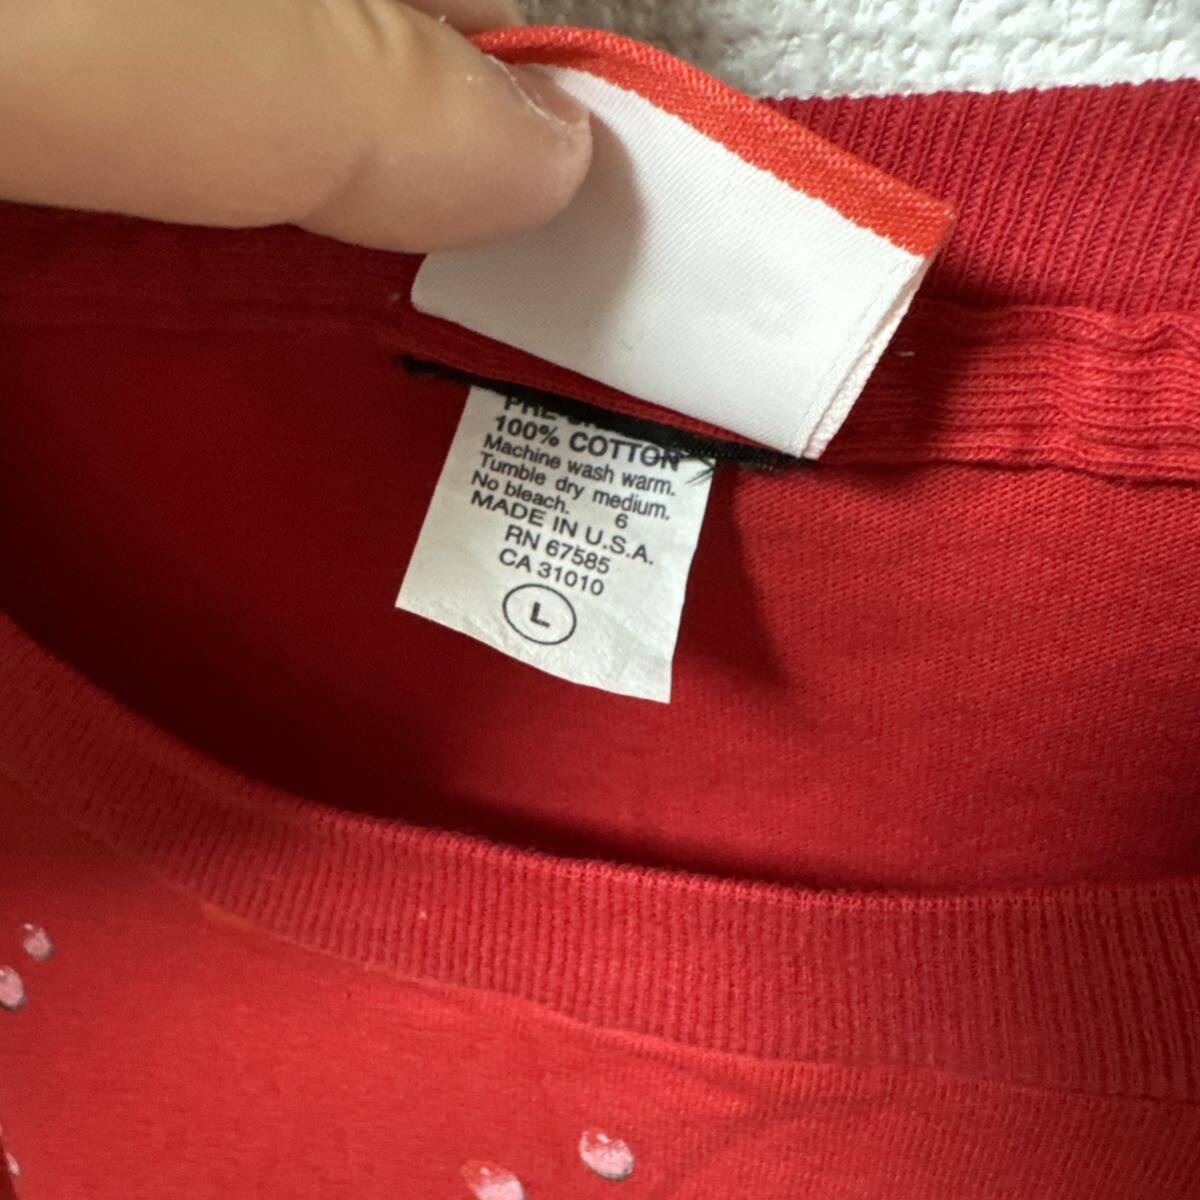 100% COTTON
Machine wash warm.
Tumble dry medium.
No bleach. 6
MADE IN U.S.A.
RN 67585
CA 31010
L